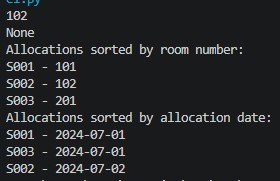 102
None
Allocations sorted by room number:
S001 - 101
S002 - 102
S003 - 201
Allocations sorted by allocation date:
S001 - 2024-07-01
S003 - 2024-07-01
S002 - 2024-07-02